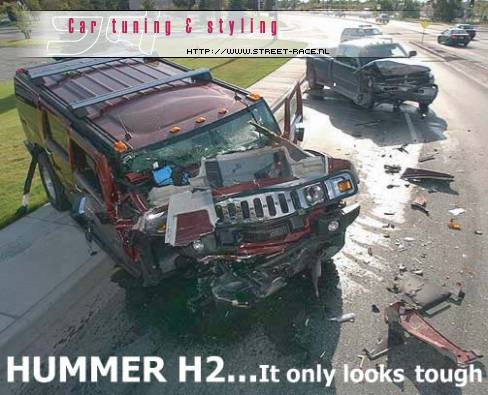 Car tuning & styling
HTTP://WWW.STREET-RACE.NL
HUMMER H2...It only looks tough